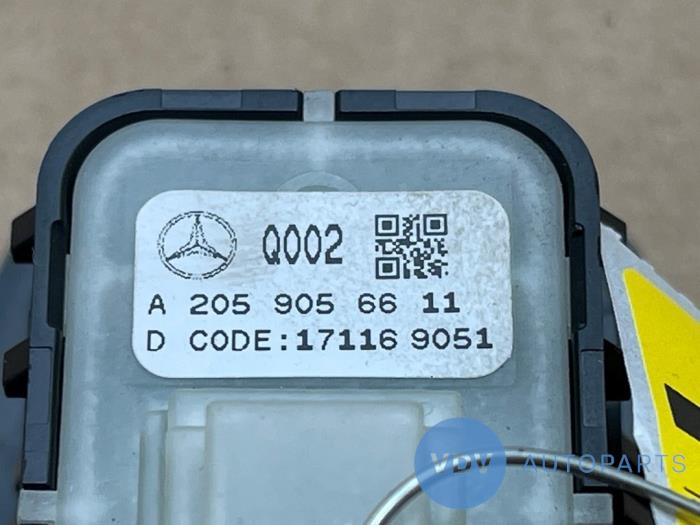 Q002
A 205 905 66 11
D CODE:17116 9051
VDV AUTOPARTS